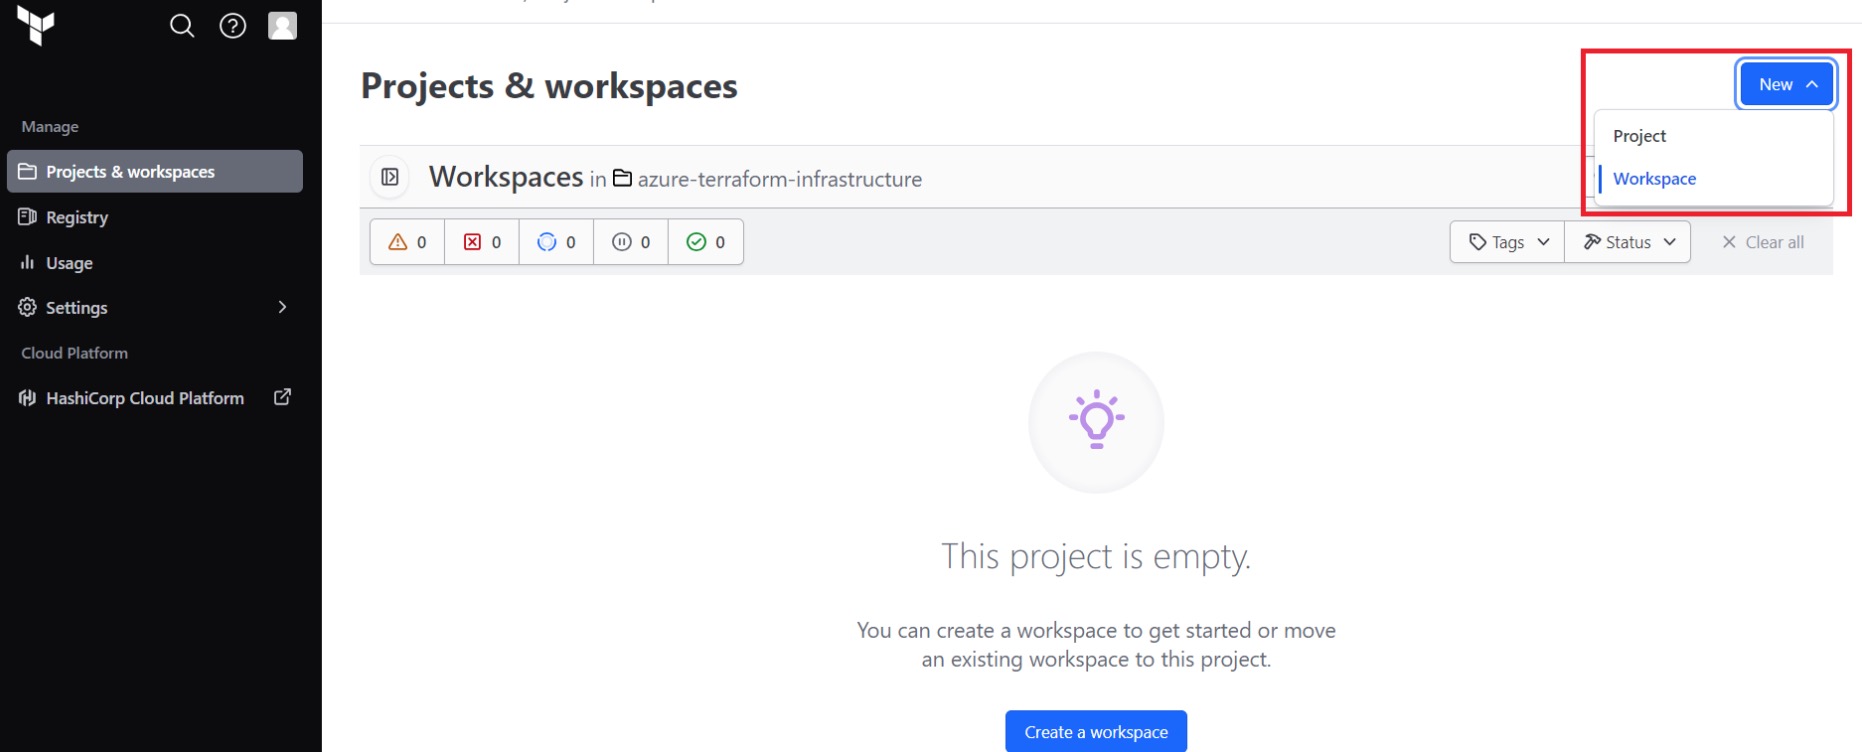 Manage
Projects & workspaces
Registry
Usage
Settings
Cloud Platform
HashiCorp Cloud Platform
Projects & workspaces
New
Project
Workspace
Workspaces in azure-terraform-infrastructure
0 0 0 0 0
Tags Status Clear all
This project is empty.
You can create a workspace to get started or move
an existing workspace to this project.
Create a workspace